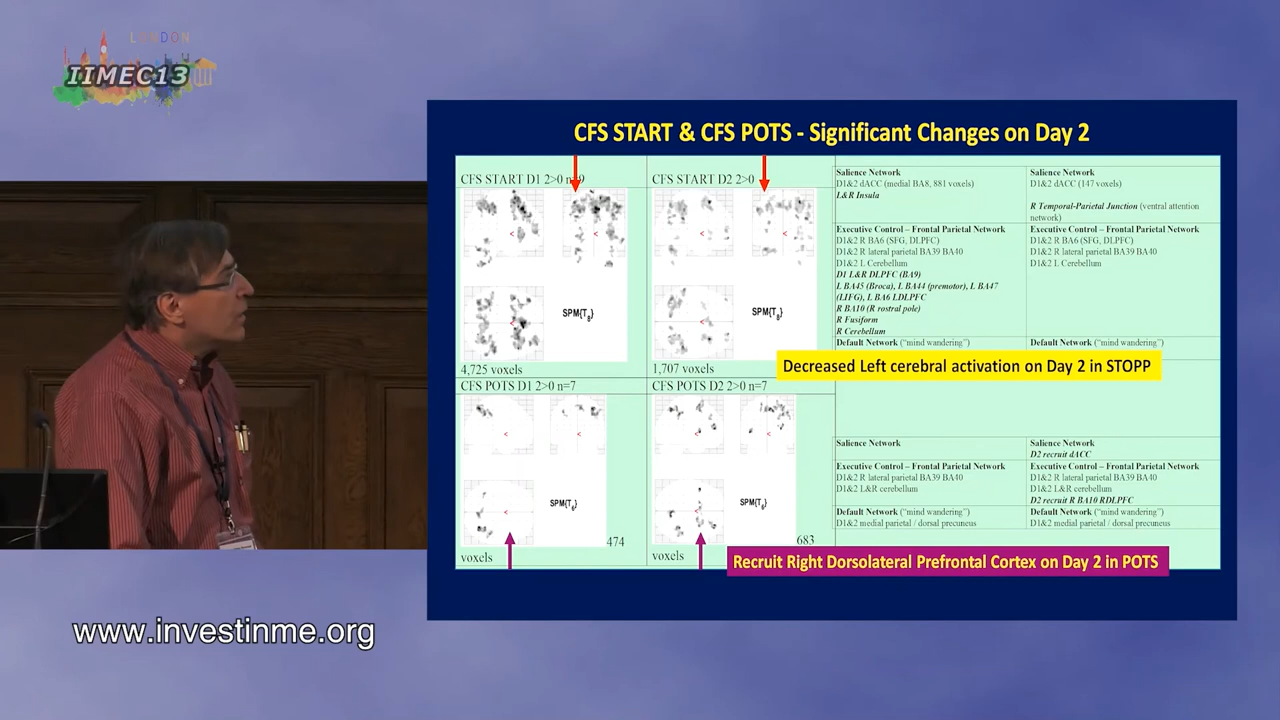 LONDON
IIMEC13
CFS START & CFS POTS - Significant Changes on Day 2
CFS START D1 2>0 n=9
CFS START D2 2>0
SPM{T8}
SPM{T8}
4,725 voxels
1,707 voxels
Salience Network
D1&2 dACC (medial BA8, 881 voxels)
L&R Insula
Executive Control – Frontal Parietal Network
D1&2 R BA6 (SFG, DLPFC)
D1&2 R lateral parietal BA39 BA40
D1&2 L Cerebellum
D1 L&R DLPFC (BA9)
L BA45 (Broca), L BA44 (premotor), L BA47
(LIFG), L BA6 LDLPFC
R BA10 (R rostral pole)
R Fusiform
R Cerebellum
Default Network ("mind wandering")
Salience Network
D1&2 dACC (147 voxels)
R Temporal-Parietal Junction (ventral attention
network)
Executive Control – Frontal Parietal Network
D1&2 R BA6 (SFG, DLPFC)
D1&2 R lateral parietal BA39 BA40
D1&2 L Cerebellum
Default Network ("mind wandering")
Decreased Left cerebral activation on Day 2 in STOPP
CFS POTS D1 2>0 n=7
CFS POTS D2 2>0 n=7
SPM{T6}
SPM{T6}
474
voxels
683
voxels
Salience Network
Executive Control – Frontal Parietal Network
D1&2 R lateral parietal BA39 BA40
D1&2 L&R cerebellum
Default Network ("mind wandering")
D1&2 medial parietal / dorsal precuneus
Salience Network
D2 recruit dACC
Executive Control – Frontal Parietal Network
D1&2 R lateral parietal BA39 BA40
D1&2 L&R cerebellum
D2 recruit R BA10 RDLPFC
Default Network ("mind wandering")
D1&2 medial parietal / dorsal precuneus
Recruit Right Dorsolateral Prefrontal Cortex on Day 2 in POTS
www.investinme.org